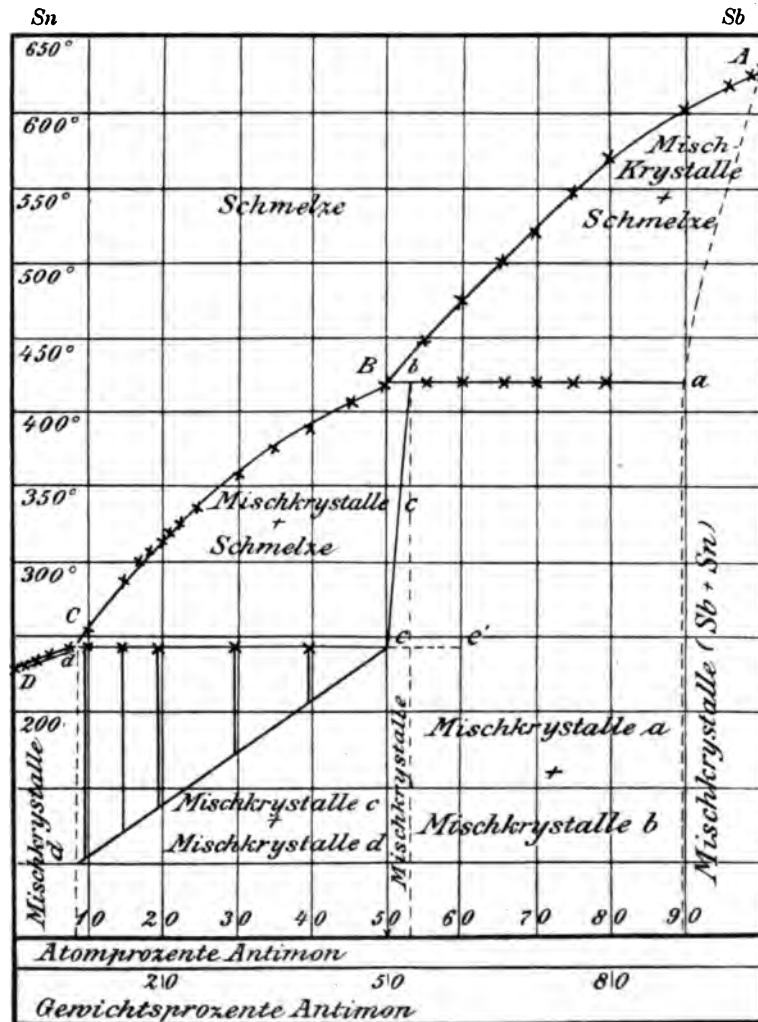 Sn
Sb
650°
A
600°
Misch-
Krystalle
+
Schmelze
550°
Schmelze
500°
450°
B
b
a
400°
350°
Mischkrystalle
+
Schmelze
c
300°
C
d
e
e'
D
200
Mischkrystalle
d
Mischkrystalle c
+
Mischkrystalle d
Mischkrystalle
Mischkrystalle a
+
Mischkrystalle b
Mischkrystalle (Sb + Sn)
10
20
30
40
50
60
70
80
90
Atomprozente Antimon
20
50
80
Gewichtsprozente Antimon